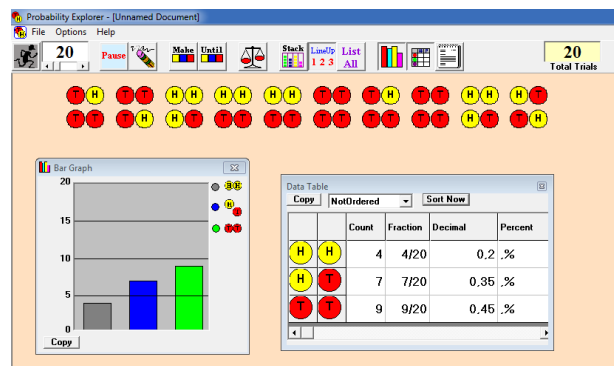 Probability Explorer - [Unnamed Document]
File Options Help
20 Pause Make Until Stack LineUp 1 2 3 List All 20 Total Trials
T H T T H H H H H H T T T H T T H H H T
T T T H H T T T T T T T T T T T H T T H
Bar Graph
20
15
10
5
0
H H
H T
T T
Copy
Data Table
Copy NotOrdered Sort Now
Count Fraction Decimal Percent
H H 4 4/20 0,2 ,%
H T 7 7/20 0,35 ,%
T T 9 9/20 0,45 ,%